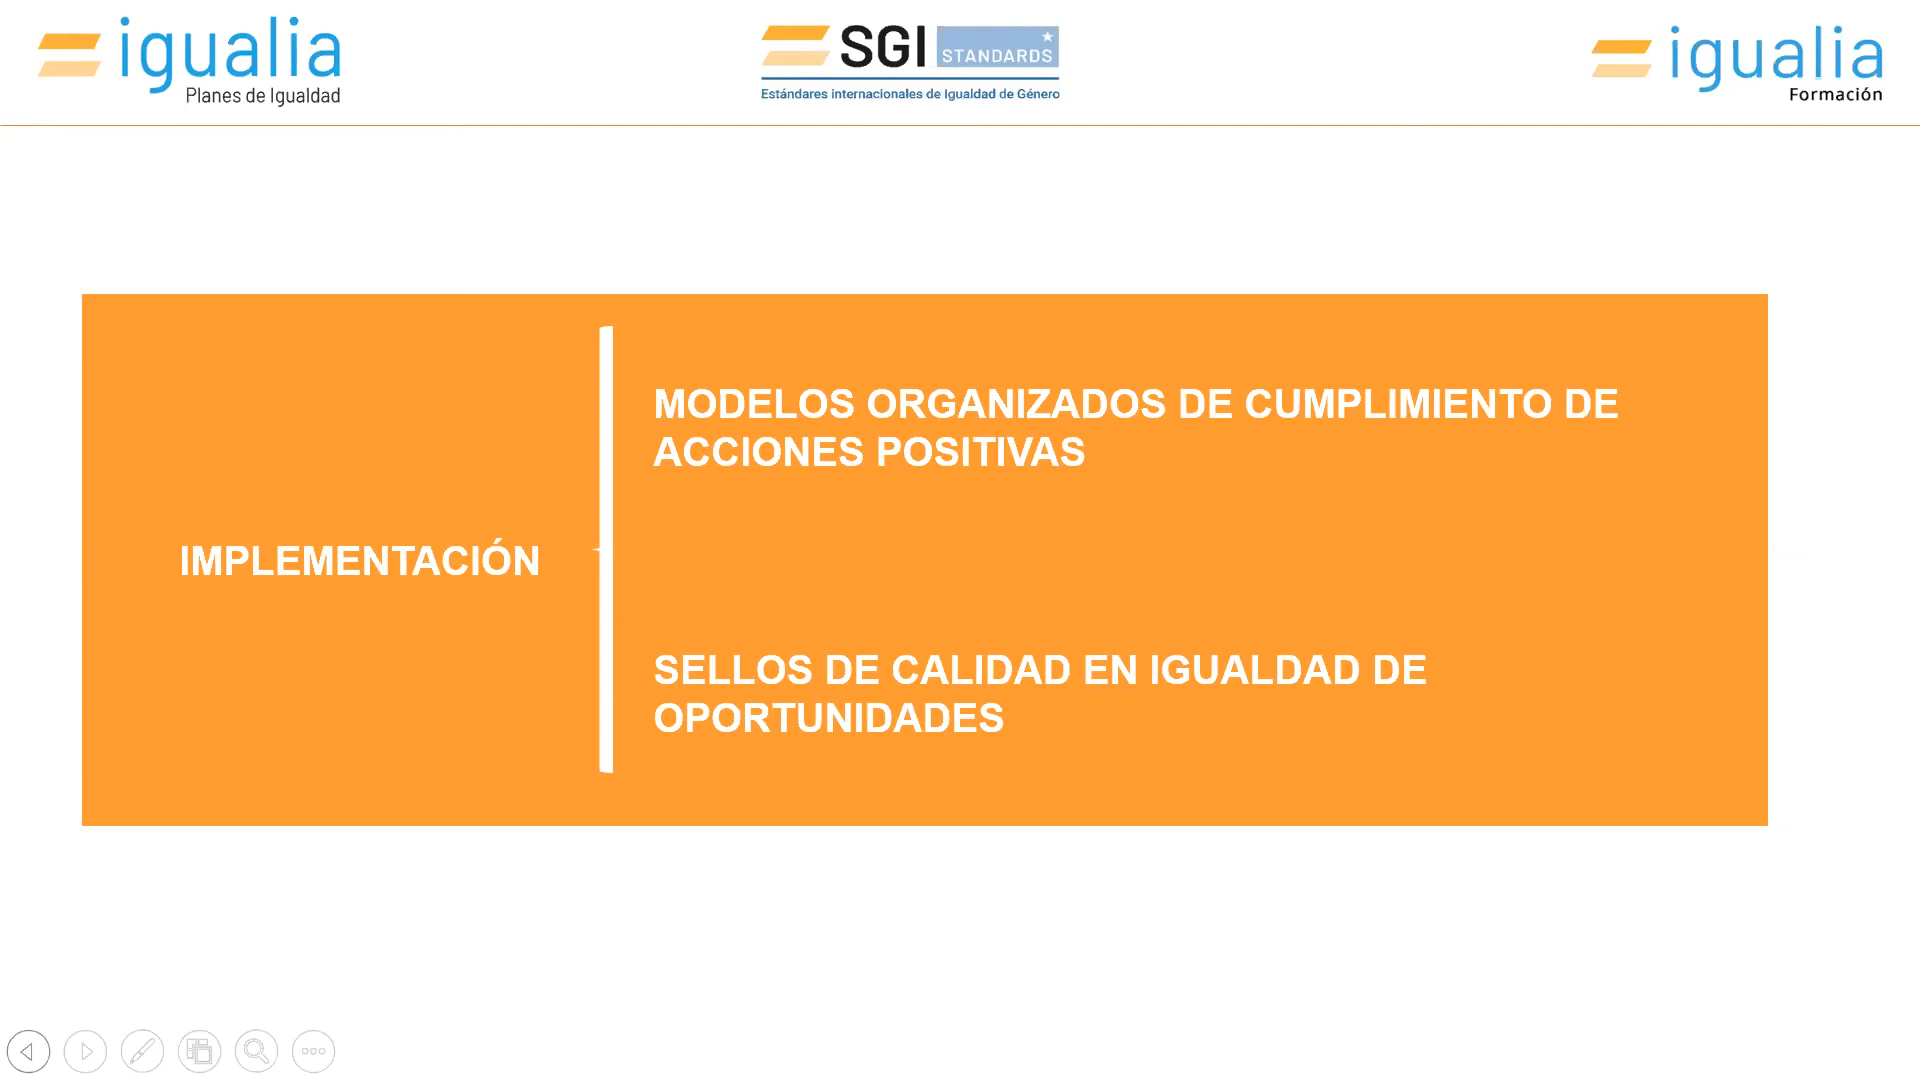 igualia
Planes de Igualdad
SGI STANDARDS
Estándares internacionales de Igualdad de Género
igualia
Formación
IMPLEMENTACIÓN
MODELOS ORGANIZADOS DE CUMPLIMIENTO DE
ACCIONES POSITIVAS
SELLOS DE CALIDAD EN IGUALDAD DE
OPORTUNIDADES